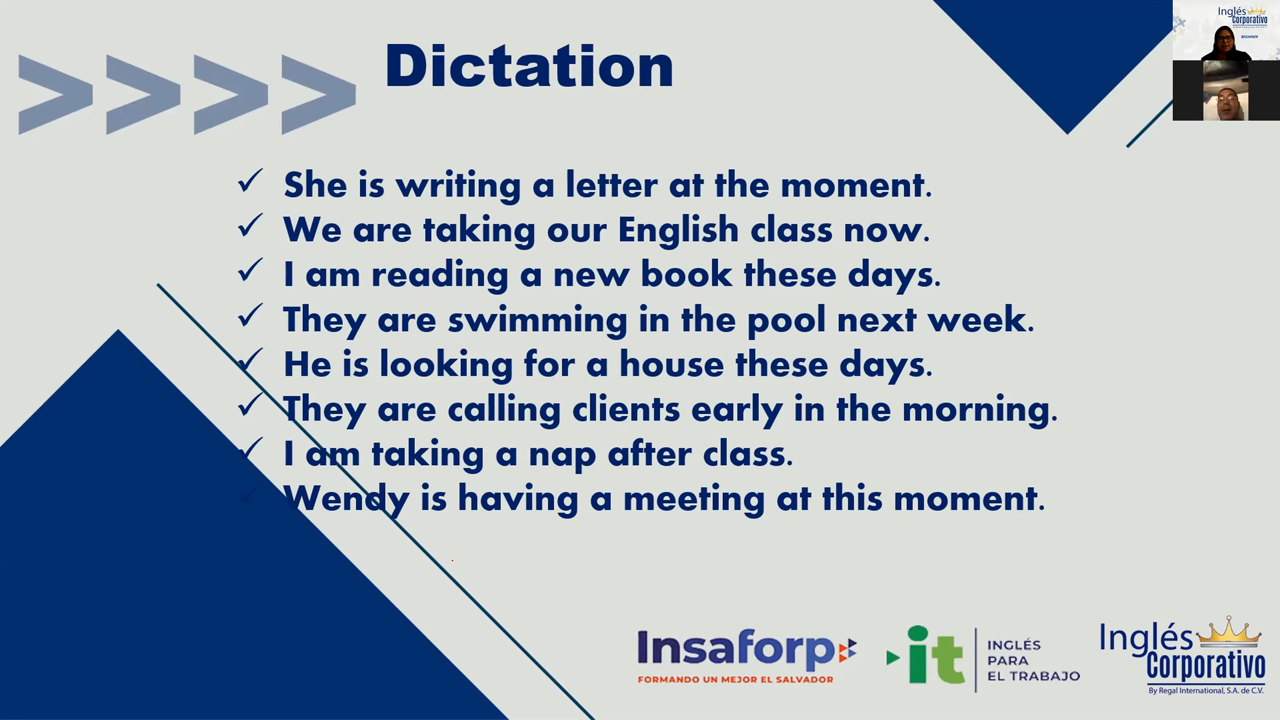 Dictation
She is writing a letter at the moment.
We are taking our English class now.
I am reading a new book these days.
They are swimming in the pool next week.
He is looking for a house these days.
They are calling clients early in the morning.
I am taking a nap after class.
Wendy is having a meeting at this moment.
Insaforp
FORMANDO UN MEJOR EL SALVADOR
it
INGLÉS
PARA
EL TRABAJO
Inglés
Corporativo
By Regal International, S.A. de C.V.
Inglés
Corporativo
BEGINNER